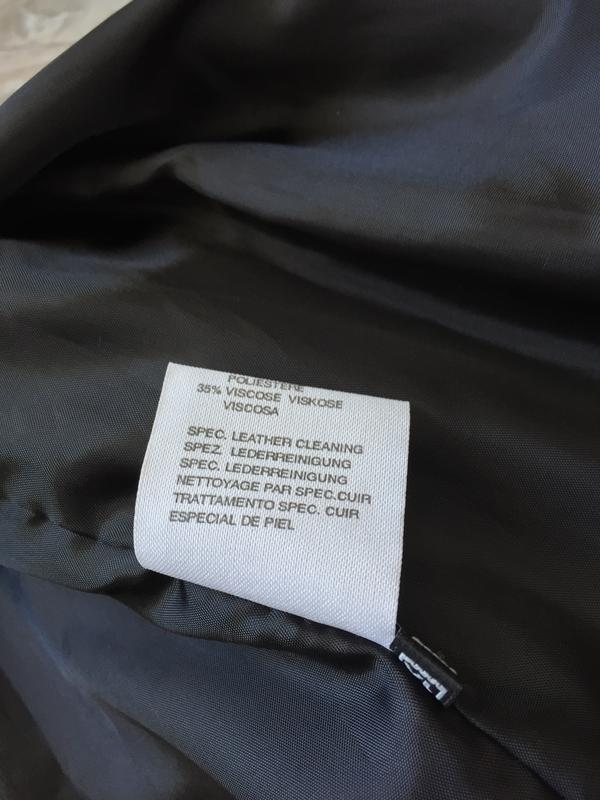 POLIESTERE
35% VISCOSE VISKOSE
VISCOSA
SPEC. LEATHER CLEANING
SPEZ. LEDERREINIGUNG
SPEC. LEDERREINIGUNG
NETTOYAGE PAR SPEC.CUIR
TRATTAMENTO SPEC. CUIR
ESPECIAL DE PIEL